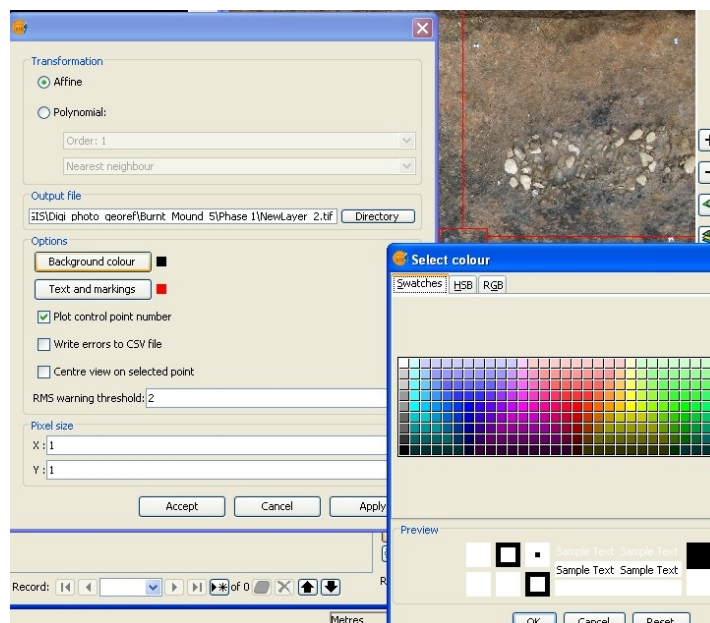 Transformation
Affine
Polynomial:
Order: 1
Nearest neighbour
Output file
GIS\Digi photo georef\Burnt Mound 5\Phase 1\NewLayer 2.tif Directory
Options
Background colour
Text and markings
Plot control point number
Write errors to CSV file
Centre view on selected point
RMS warning threshold: 2
Pixel size
X : 1
Y : 1
Accept Cancel Apply
Select colour
Swatches HSB RGB
Preview
Sample Text Sample Text
Sample Text Sample Text
OK Cancel Reset
Record: of 0
Metres